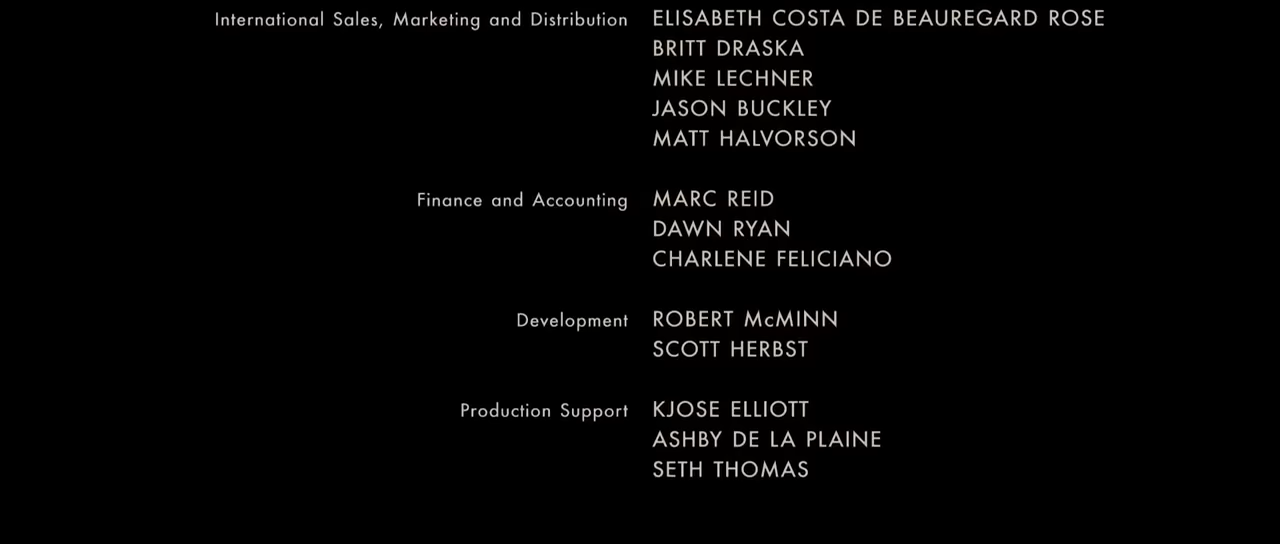 International Sales, Marketing and Distribution ELISABETH COSTA DE BEAUREGARD ROSE
BRITT DRASKA
MIKE LECHNER
JASON BUCKLEY
MATT HALVORSON
Finance and Accounting MARC REID
DAWN RYAN
CHARLENE FELICIANO
Development ROBERT McMINN
SCOTT HERBST
Production Support KJOSE ELLIOTT
ASHBY DE LA PLAINE
SETH THOMAS